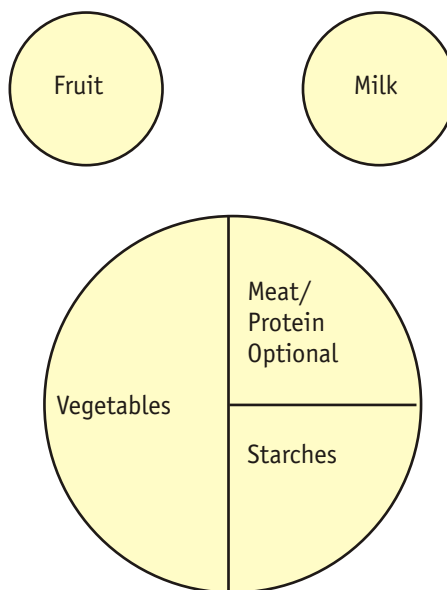 Fruit
Milk
Meat/
Protein
Optional
Vegetables
Starches